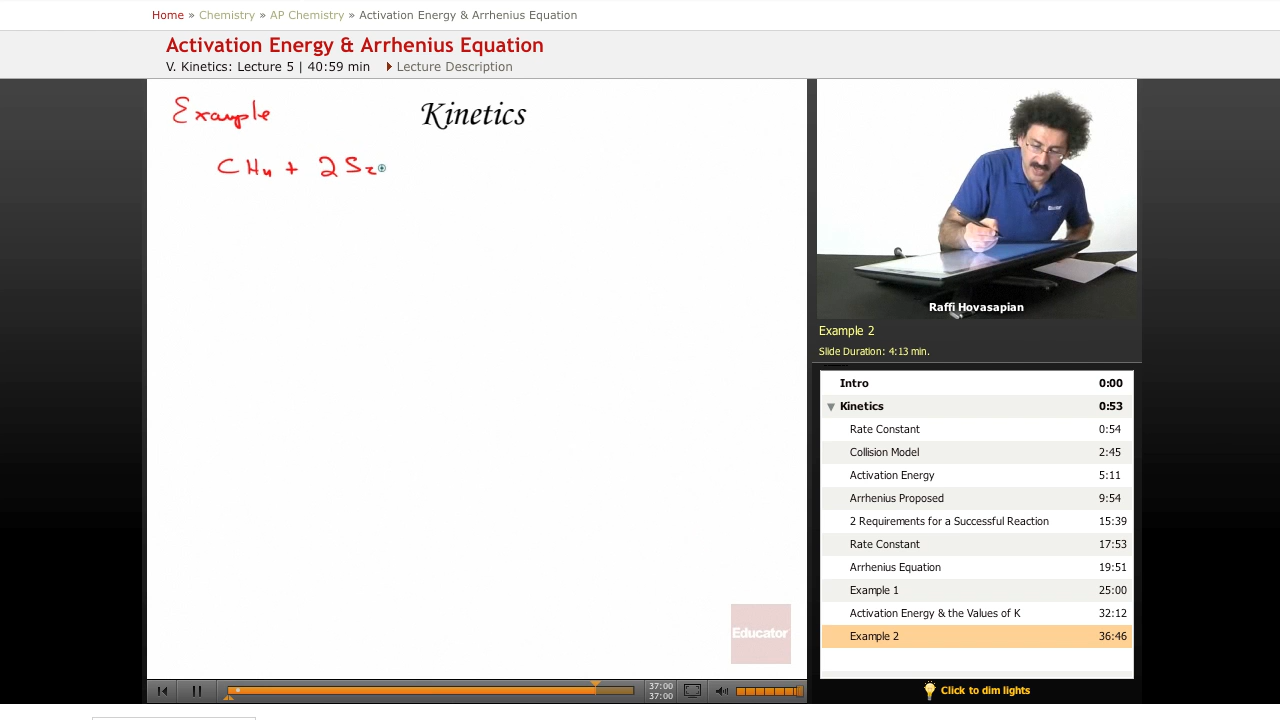 Home » Chemistry » AP Chemistry » Activation Energy & Arrhenius Equation
Activation Energy & Arrhenius Equation
V. Kinetics: Lecture 5 | 40:59 min Lecture Description
Example
Kinetics
CH₄ + 2S₂
Educator
37:00
37:00
Raffi Hovasapian
Example 2
Slide Duration: 4:13 min.
Intro 0:00
Kinetics 0:53
Rate Constant 0:54
Collision Model 2:45
Activation Energy 5:11
Arrhenius Proposed 9:54
2 Requirements for a Successful Reaction 15:39
Rate Constant 17:53
Arrhenius Equation 19:51
Example 1 25:00
Activation Energy & the Values of K 32:12
Example 2 36:46
Click to dim lights